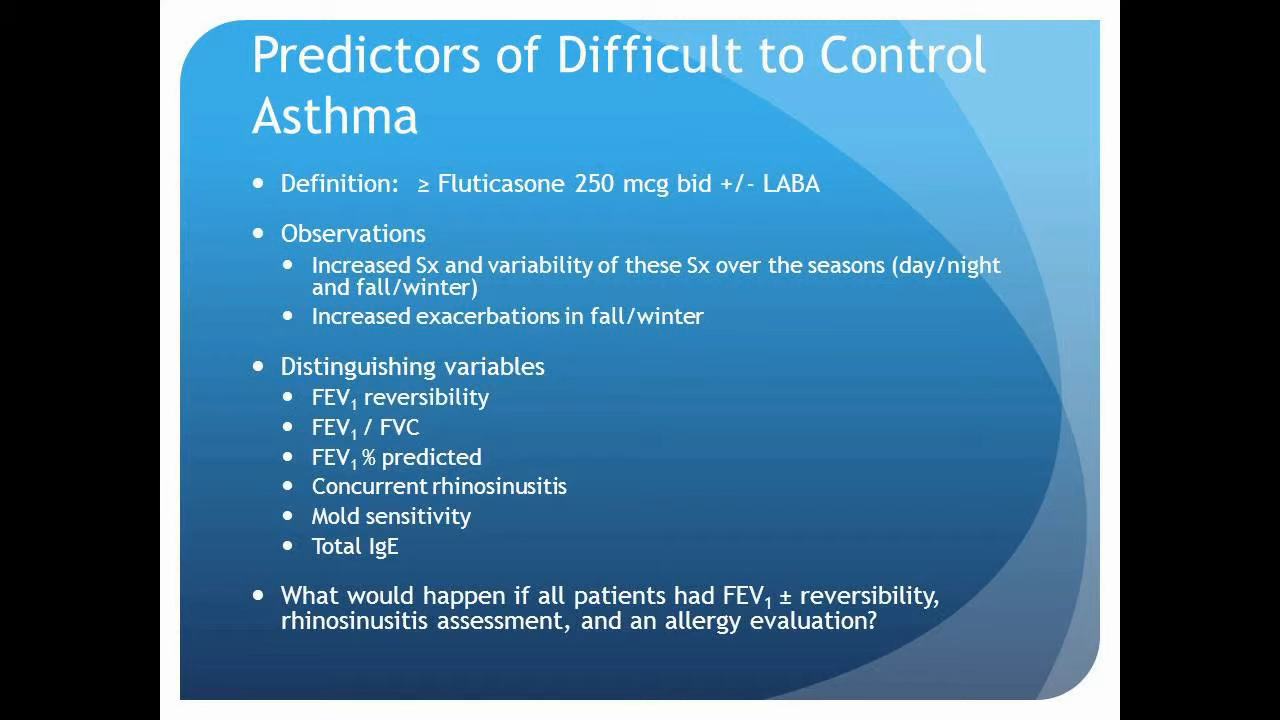 Predictors of Difficult to Control
Asthma
• Definition: ≥ Fluticasone 250 mcg bid +/- LABA
• Observations
• Increased Sx and variability of these Sx over the seasons (day/night
and fall/winter)
• Increased exacerbations in fall/winter
• Distinguishing variables
• FEV₁ reversibility
• FEV₁ / FVC
• FEV₁ % predicted
• Concurrent rhinosinusitis
• Mold sensitivity
• Total IgE
• What would happen if all patients had FEV₁ ± reversibility,
rhinosinusitis assessment, and an allergy evaluation?